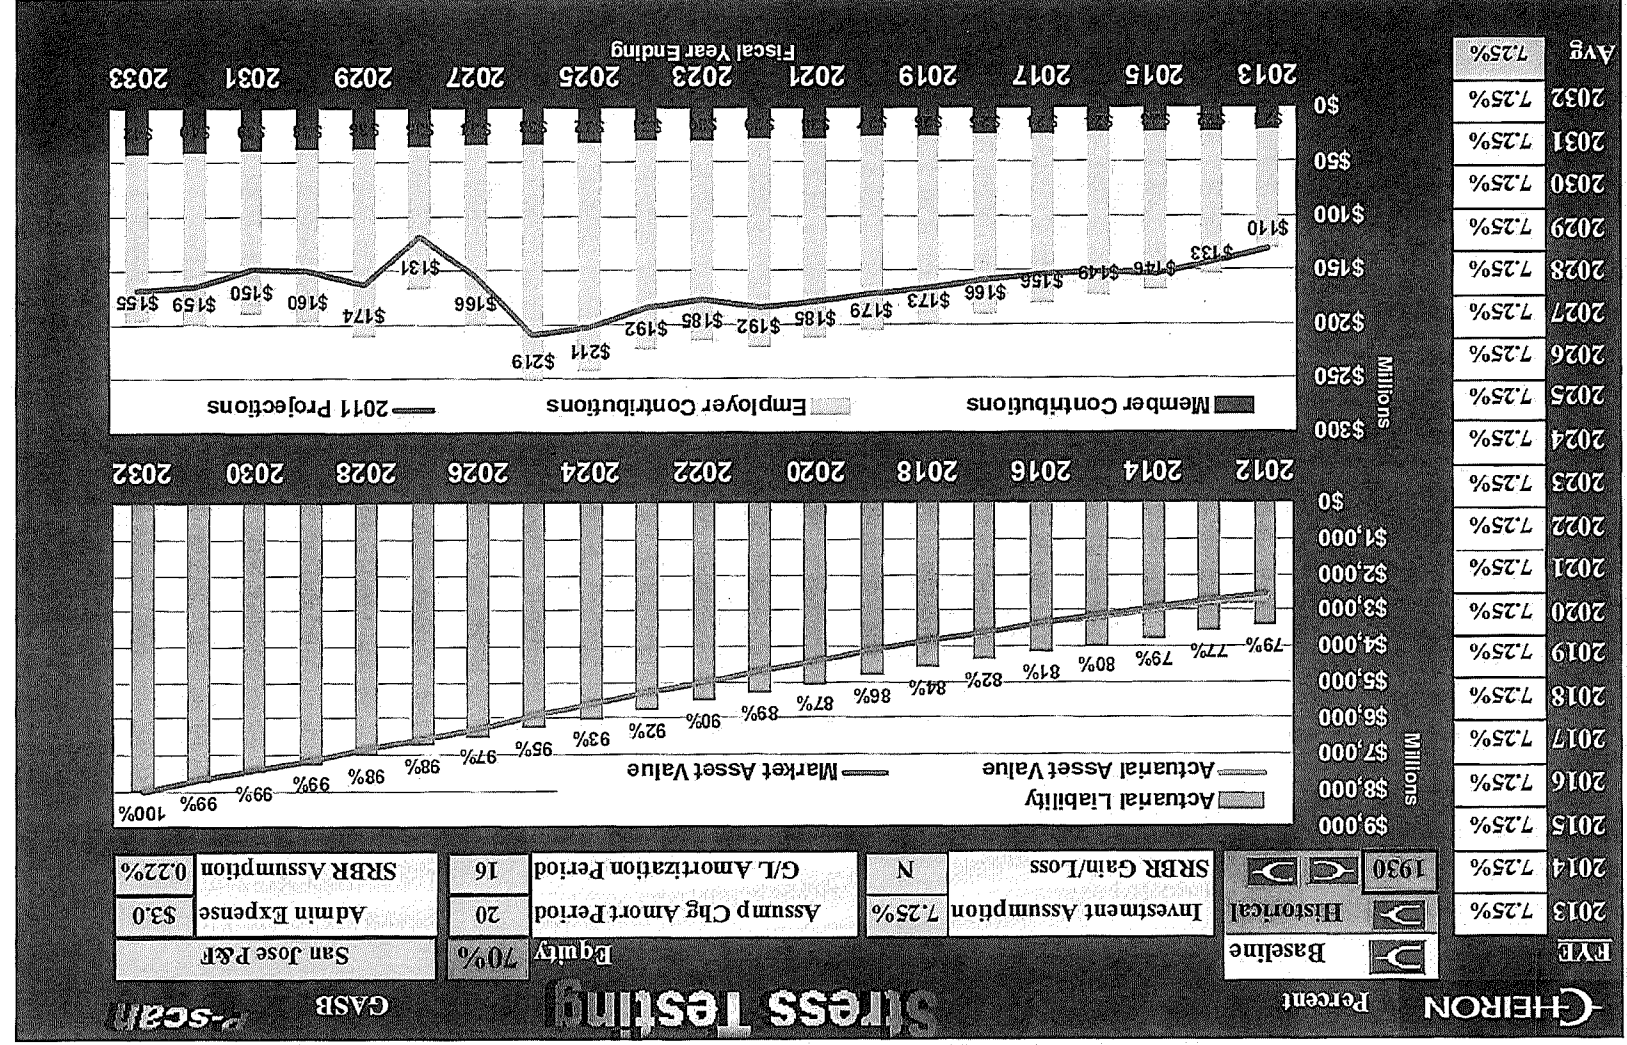 CHEIRON
Percent
Stress Testing
GASB
P-scan
FYE
2013 7.25%
2014 7.25%
2015 7.25%
2016 7.25%
2017 7.25%
2018 7.25%
2019 7.25%
2020 7.25%
2021 7.25%
2022 7.25%
2023 7.25%
2024 7.25%
2025 7.25%
2026 7.25%
2027 7.25%
2028 7.25%
2029 7.25%
2030 7.25%
2031 7.25%
2032 7.25%
Avg 7.25%
Baseline
Historical
1930
Equity 70%
San Jose P&F
Investment Assumption 7.25%
Assump Chg Amort Period 20
Admin Expense $3.0
SRBR Gain/Loss N
G/L Amortization Period 16
SRBR Assumption 0.22%
Millions
$9,000
$8,000
$7,000
$6,000
$5,000
$4,000
$3,000
$2,000
$1,000
$0
Actuarial Liability
Actuarial Asset Value
Market Asset Value
79% 77% 79% 80% 81% 82% 84% 86% 87% 89% 90% 92% 93% 95% 97% 98% 98% 99% 99% 99% 100%
2012 2014 2016 2018 2020 2022 2024 2026 2028 2030 2032
Millions
$300
$250
$200
$150
$100
$50
$0
Member Contributions
Employer Contributions
2011 Projections
$110 $133 $146 $149 $156 $166 $173 $179 $185 $192 $185 $192 $211 $219 $166 $131 $174 $160 $150 $159 $155
2013 2015 2017 2019 2021 2023 2025 2027 2029 2031 2033
Fiscal Year Ending